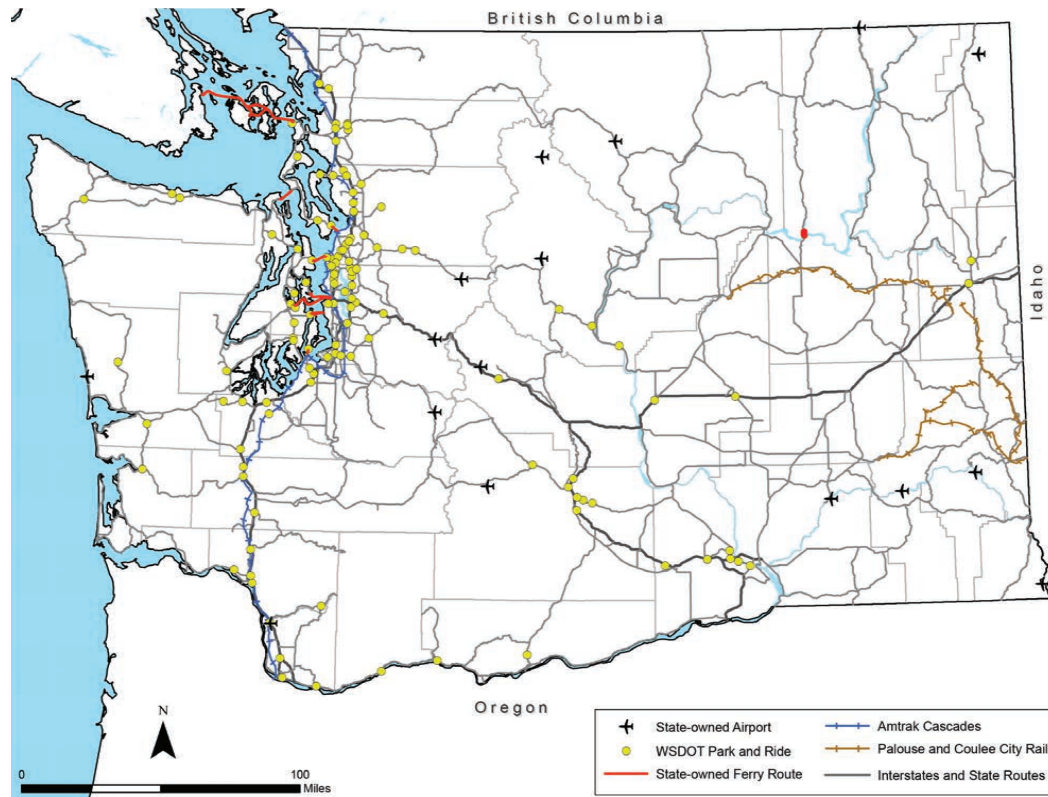 British Columbia
Idaho
Oregon
N
0
100
Miles
State-owned Airport
WSDOT Park and Ride
State-owned Ferry Route
Amtrak Cascades
Palouse and Coulee City Rail
Interstates and State Routes